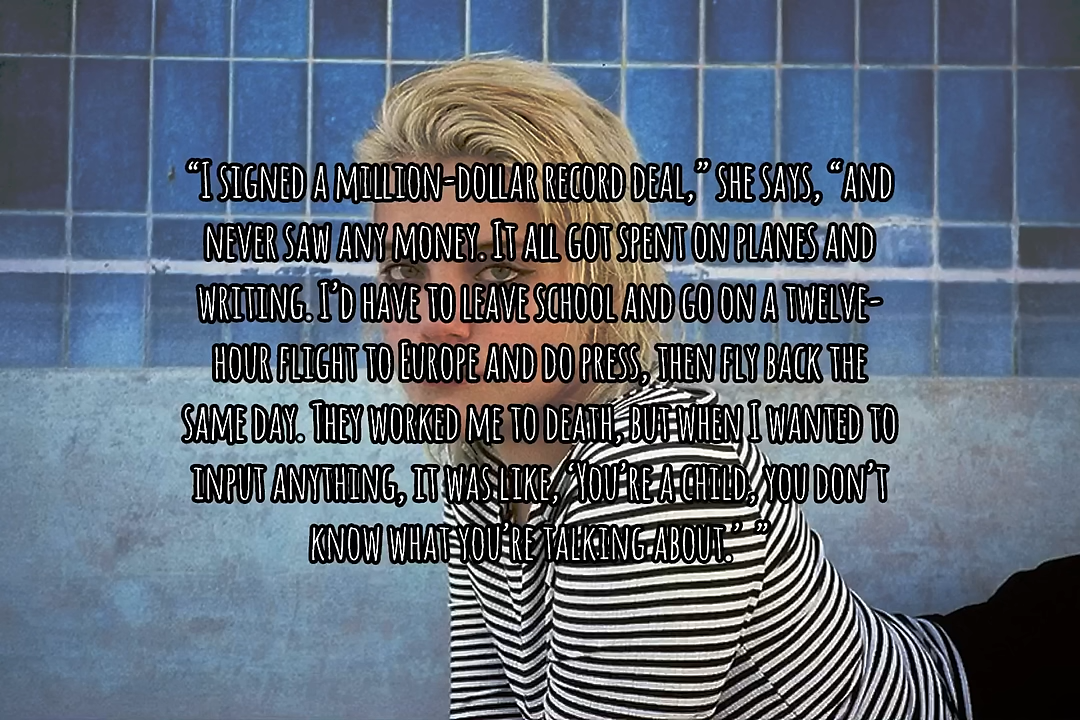 “I signed a million-dollar record deal,” she says, “and
never saw any money. It all got spent on planes and
writing. I’d have to leave school and go on a twelve-
hour flight to Europe and do press, then fly back the
same day. They worked me to death, but when I wanted to
input anything, it was like, ‘You’re a child, you don’t
know what you’re talking about.’ ”